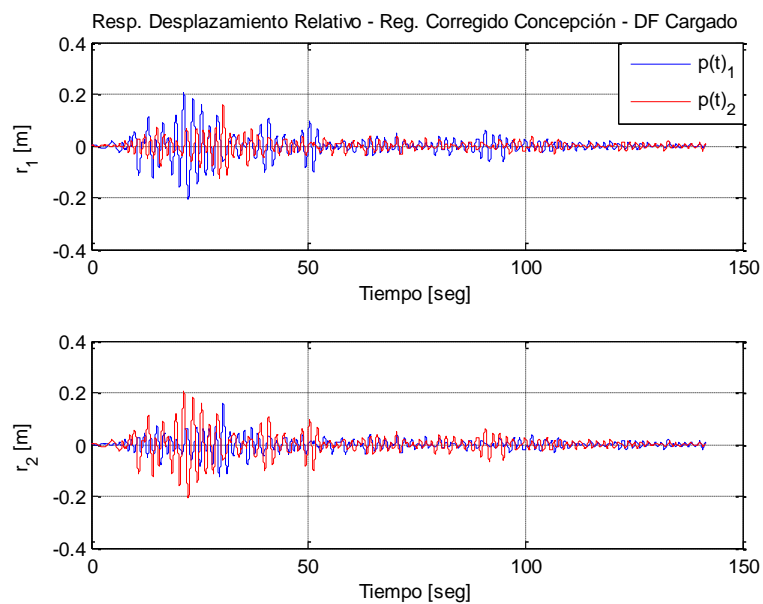 Resp. Desplazamiento Relativo - Reg. Corregido Concepción - DF Cargado
0.4
0.2
0
-0.2
-0.4
r1 [m]
p(t)1
p(t)2
0
50
100
150
Tiempo [seg]
0.4
0.2
0
-0.2
-0.4
r2 [m]
0
50
100
150
Tiempo [seg]